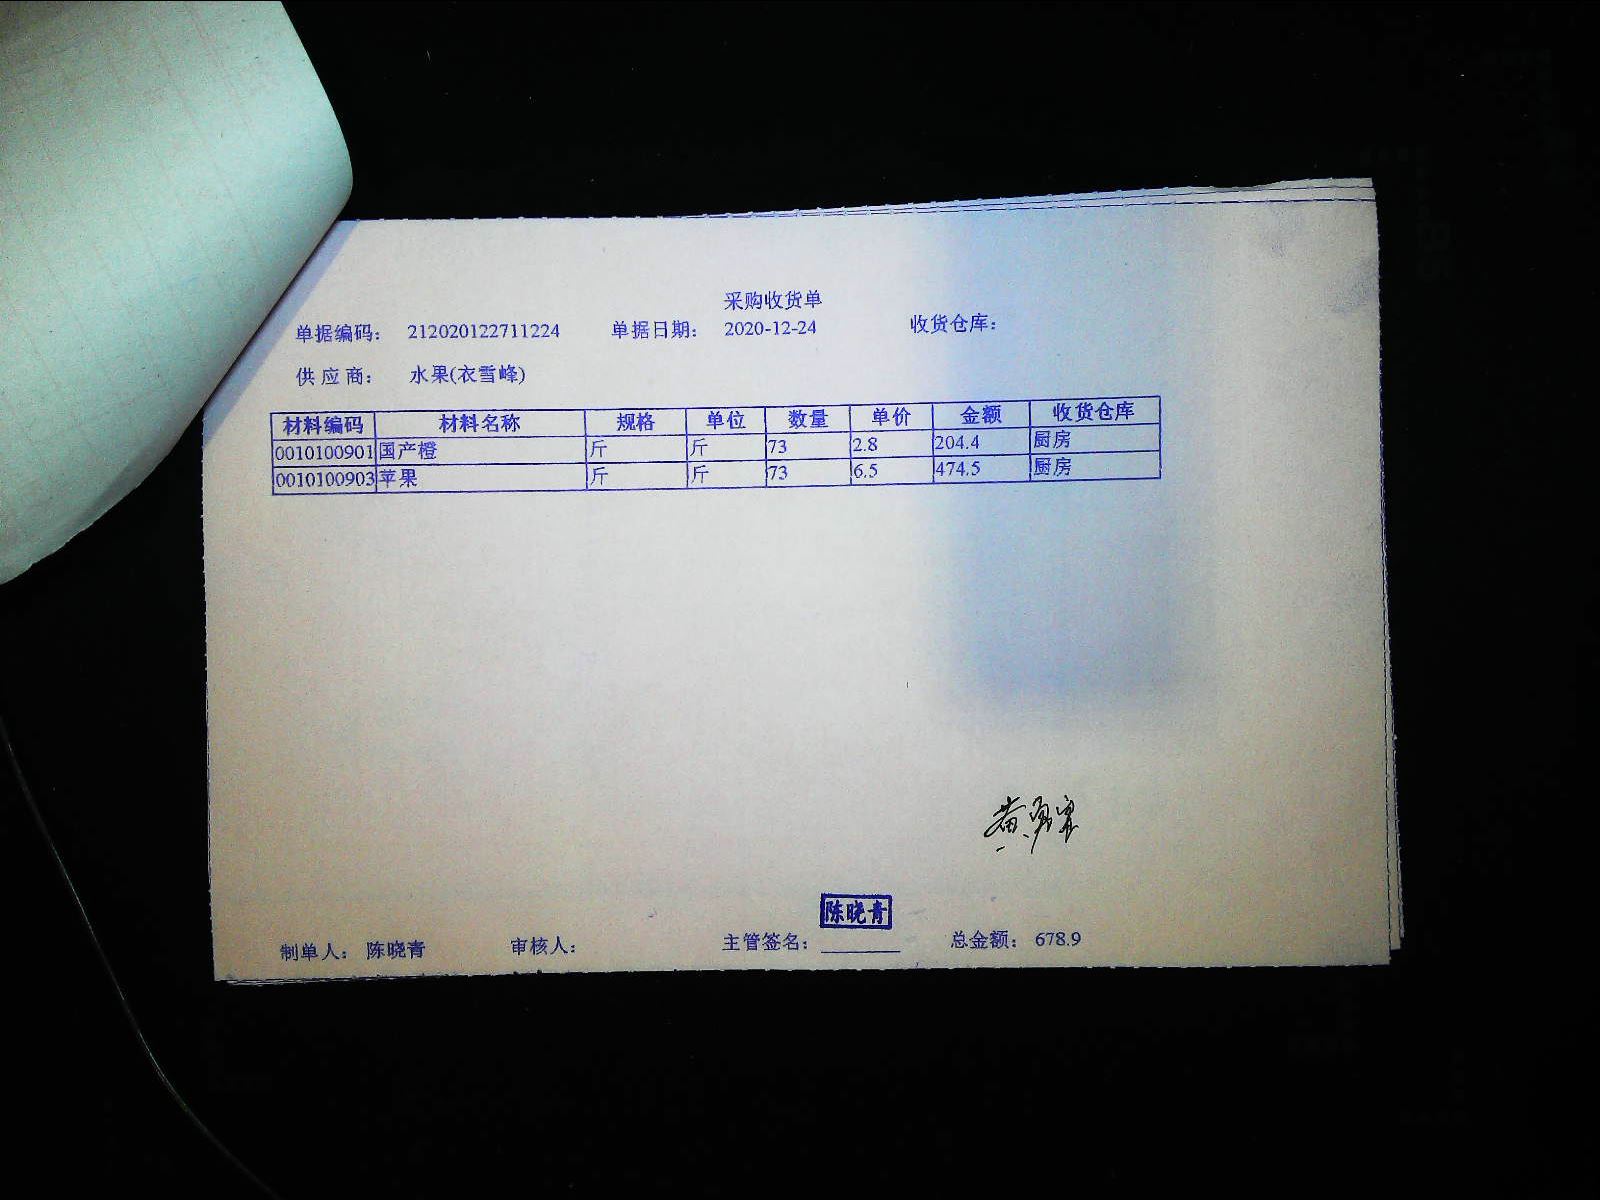 采购收货单
单据编码： 212020122711224 单据日期： 2020-12-24 收货仓库：
供应商： 水果(衣雪峰)
材料编码 材料名称 规格 单位 数量 单价 金额 收货仓库
0010100901 国产橙 斤 斤 73 2.8 204.4 厨房
0010100903 苹果 斤 斤 73 6.5 474.5 厨房
陈晓青
制单人： 陈晓青 审核人： 主管签名： 总金额： 678.9